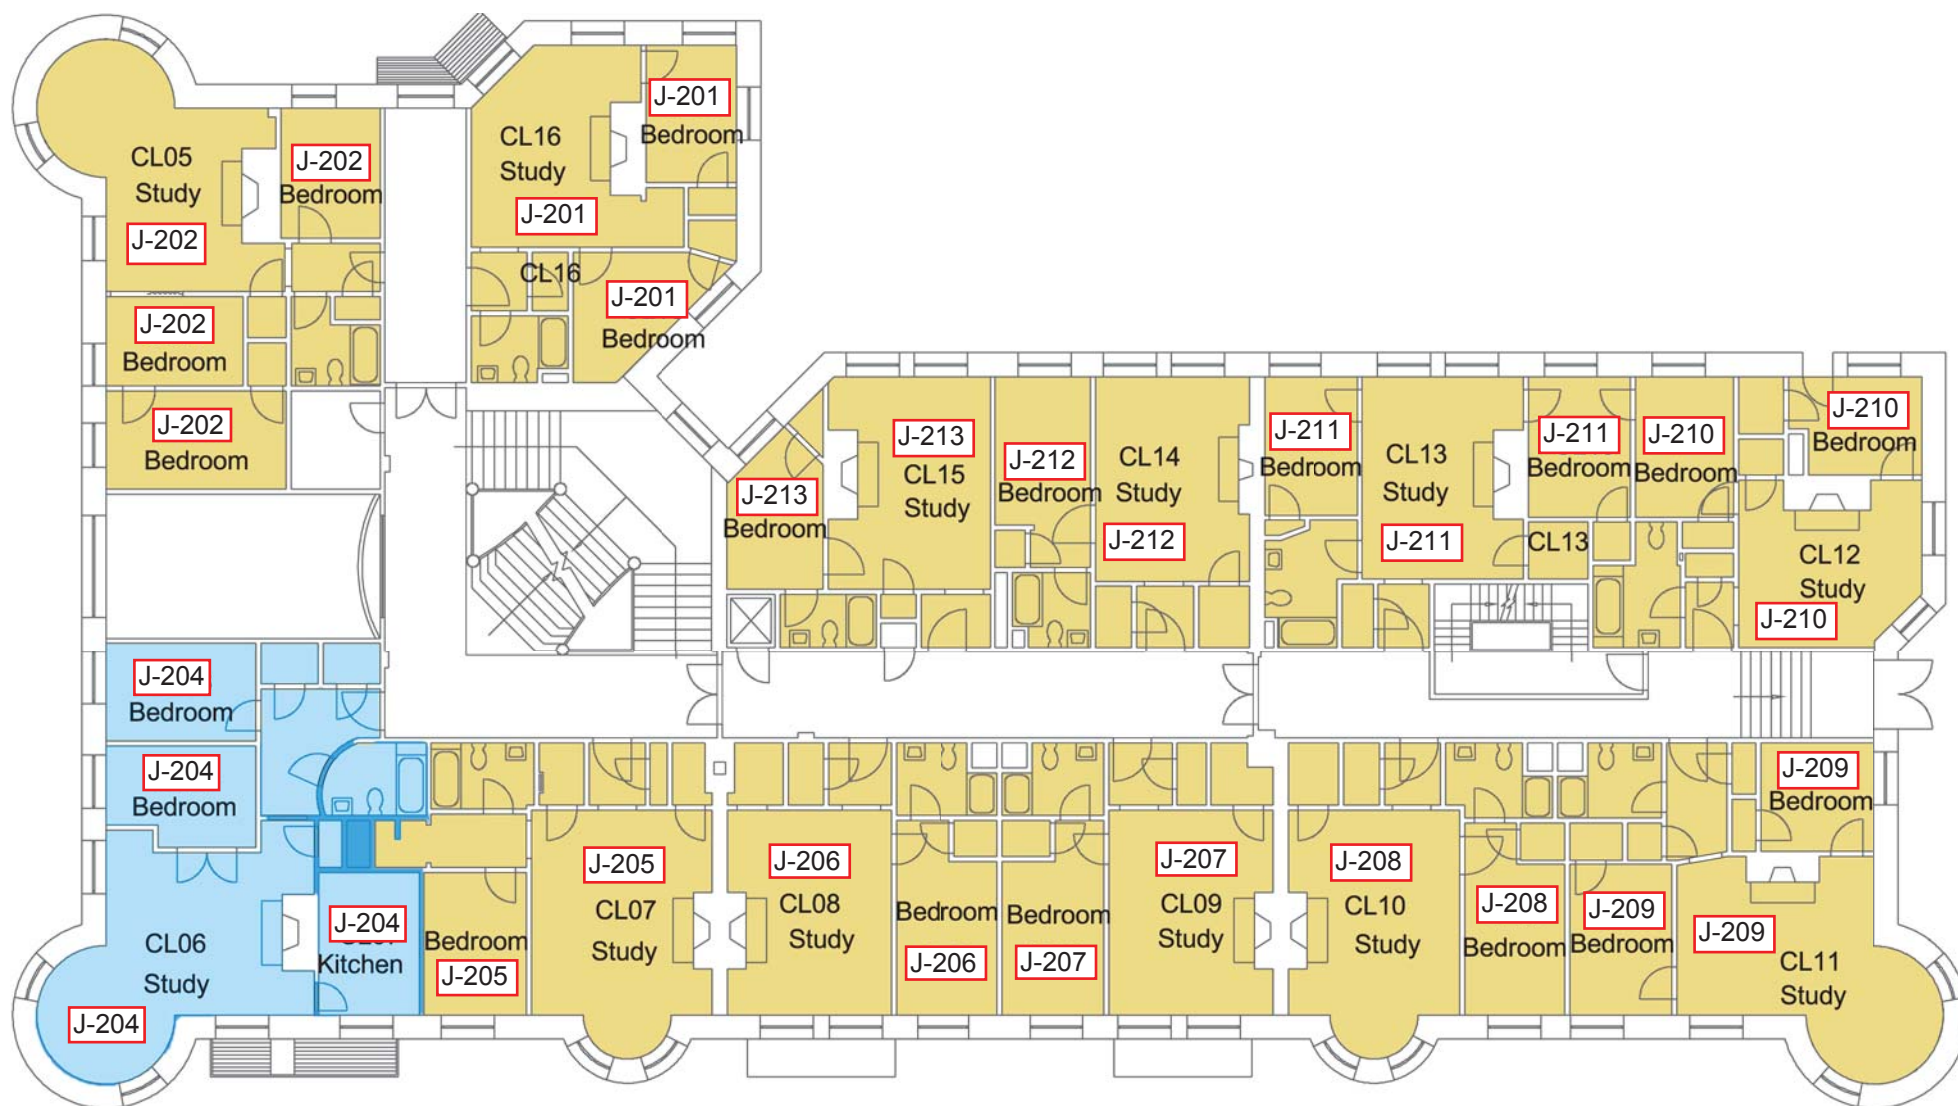 J-201
Bedroom
CL16
Study
J-201
CL05
Study
J-202
J-202
Bedroom
CL16
J-201
Bedroom
J-202
Bedroom
J-202
Bedroom
J-213
Bedroom
J-213
CL15
Study
J-212
Bedroom
CL14
Study
J-212
J-211
Bedroom
CL13
Study
J-211
J-211
Bedroom
CL13
J-210
Bedroom
J-210
Bedroom
CL12
Study
J-210
J-204
Bedroom
J-204
Bedroom
CL06
Study
J-204
J-204
Kitchen
Bedroom
J-205
J-205
CL07
Study
J-206
CL08
Study
Bedroom
J-206
Bedroom
J-207
J-207
CL09
Study
J-208
CL10
Study
J-208
Bedroom
J-209
Bedroom
J-209
Bedroom
J-209
CL11
Study